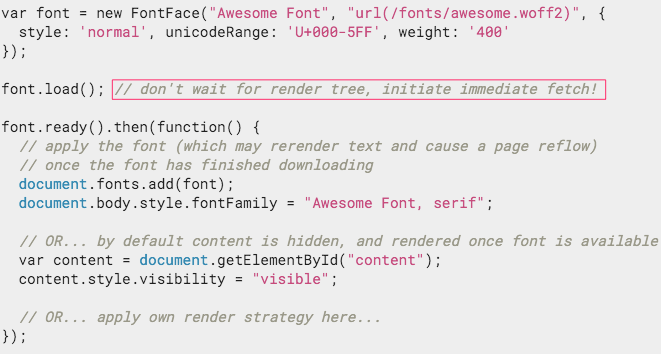 var font = new FontFace("Awesome Font", "url(/fonts/awesome.woff2)", {
  style: 'normal', unicodeRange: 'U+000-5FF', weight: '400'
});

font.load(); // don't wait for render tree, initiate immediate fetch!

font.ready().then(function() {
  // apply the font (which may rerender text and cause a page reflow)
  // once the font has finished downloading
  document.fonts.add(font);
  document.body.style.fontFamily = "Awesome Font, serif";

  // OR... by default content is hidden, and rendered once font is available
  var content = document.getElementById("content");
  content.style.visibility = "visible";

  // OR... apply own render strategy here...
});